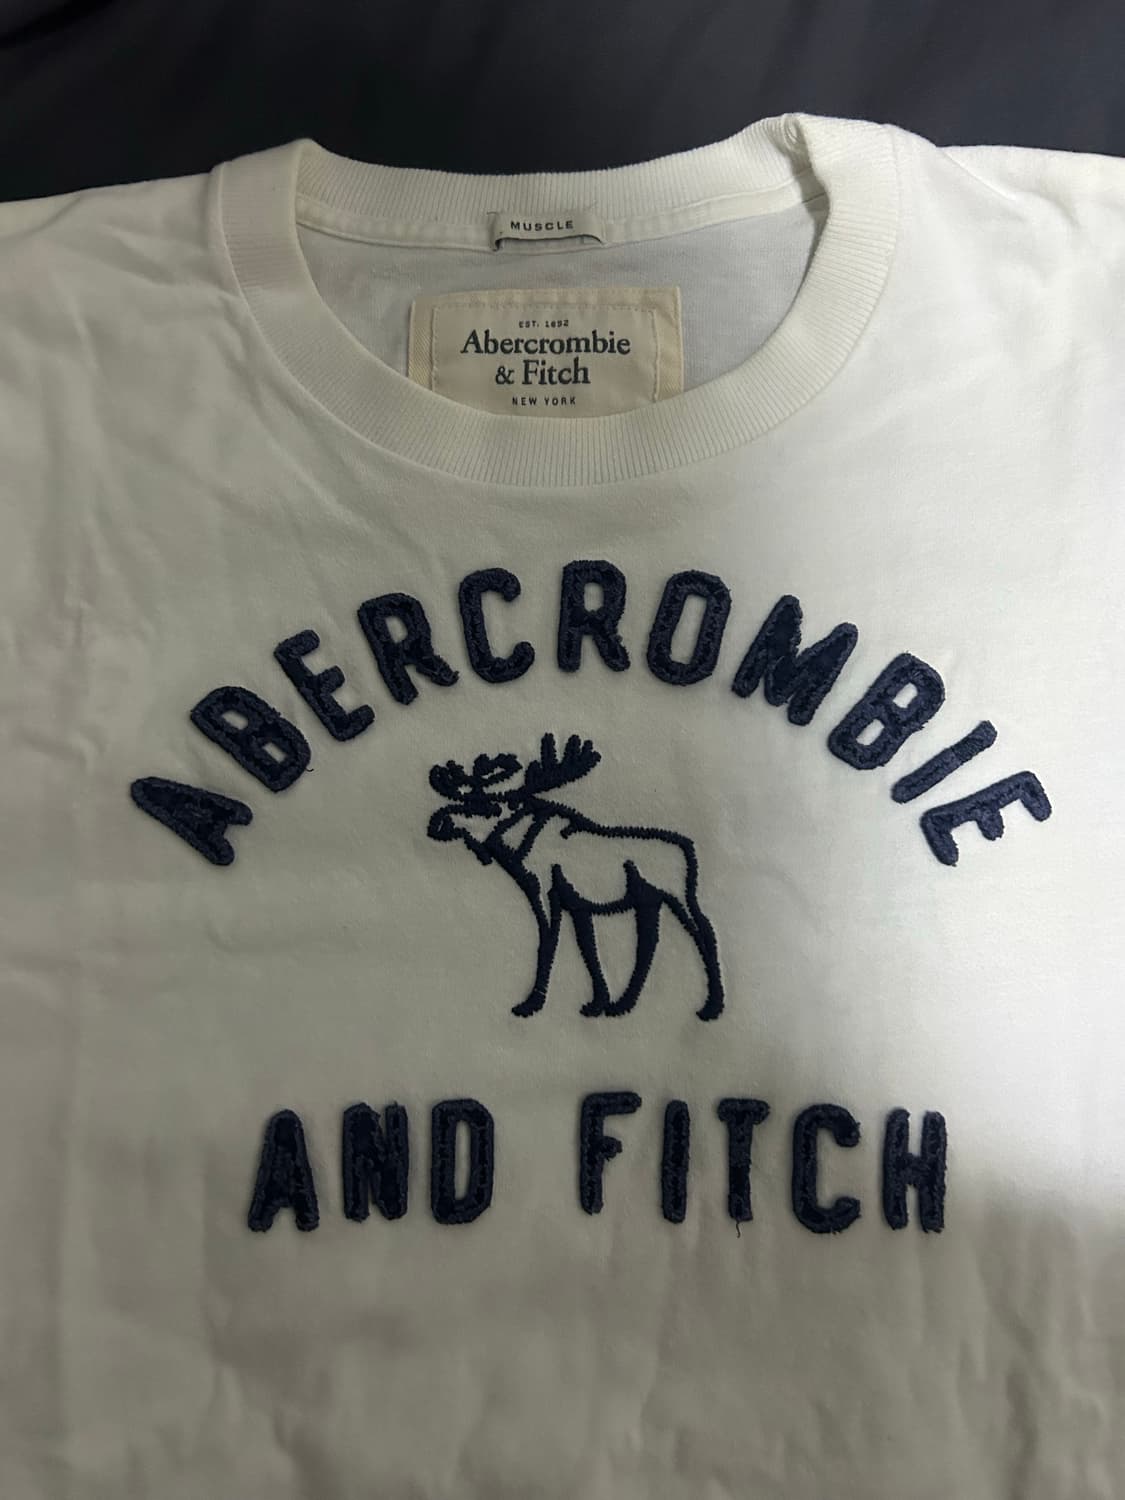 MUSCLE
EST. 1892
Abercrombie
& Fitch
NEW YORK
ABERCROMBIE
AND FITCH